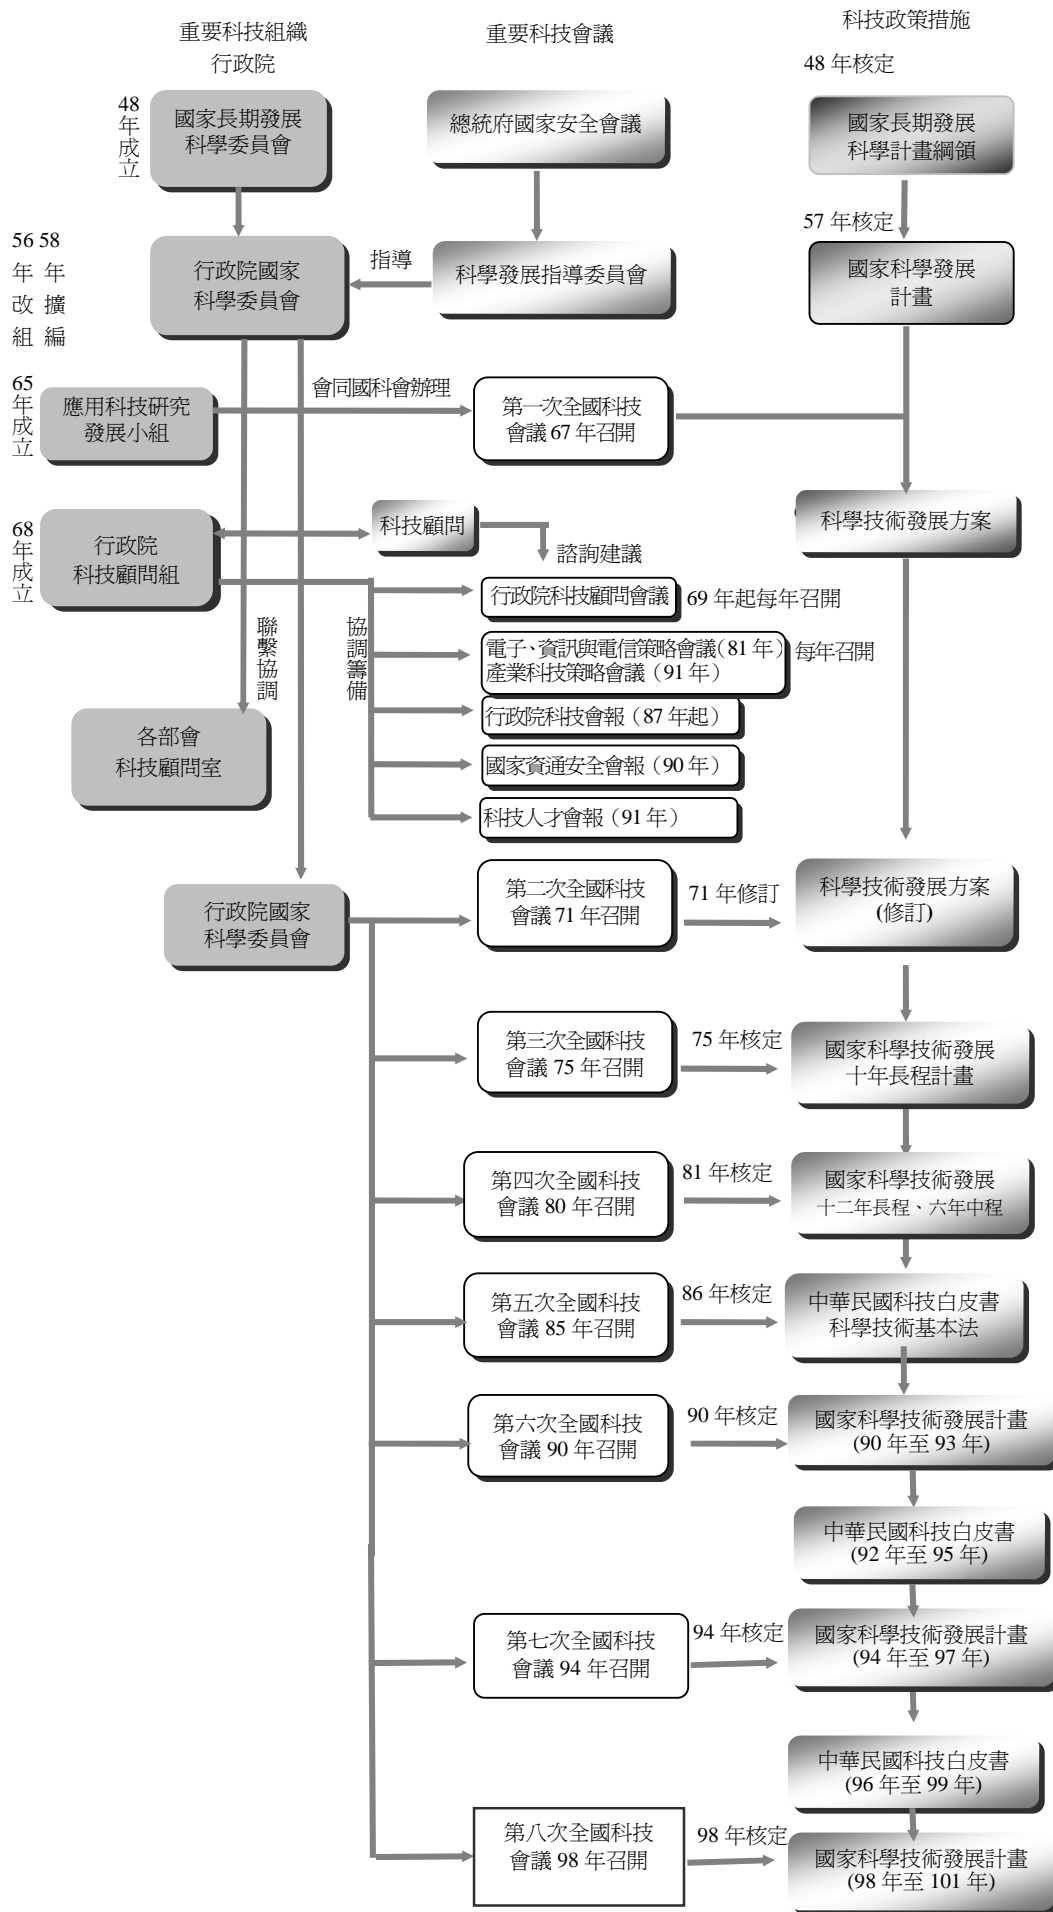 重要科技組織
行政院
重要科技會議
科技政策措施
48 年核定
48年成立
國家長期發展
科學委員會
總統府國家安全會議
國家長期發展
科學計畫綱領
57 年核定
56年改組
58年擴編
行政院國家
科學委員會
指導
科學發展指導委員會
國家科學發展
計畫
65年成立
應用科技研究
發展小組
會同國科會辦理
第一次全國科技
會議 67 年召開
68年成立
行政院
科技顧問組
科技顧問
諮詢建議
科學技術發展方案
行政院科技顧問會議
69 年起每年召開
聯繫協調
協調籌備
電子、資訊與電信策略會議（81 年）
產業科技策略會議（91 年）
每年召開
行政院科技會報（87 年起）
國家資通安全會報（90 年）
科技人才會報（91 年）
各部會
科技顧問室
行政院國家
科學委員會
第二次全國科技
會議 71 年召開
71 年修訂
科學技術發展方案
(修訂)
第三次全國科技
會議 75 年召開
75 年核定
國家科學技術發展
十年長程計畫
第四次全國科技
會議 80 年召開
81 年核定
國家科學技術發展
十二年長程、六年中程
第五次全國科技
會議 85 年召開
86 年核定
中華民國科技白皮書
科學技術基本法
第六次全國科技
會議 90 年召開
90 年核定
國家科學技術發展計畫
(90 年至 93 年)
中華民國科技白皮書
(92 年至 95 年)
第七次全國科技
會議 94 年召開
94 年核定
國家科學技術發展計畫
(94 年至 97 年)
中華民國科技白皮書
(96 年至 99 年)
第八次全國科技
會議 98 年召開
98 年核定
國家科學技術發展計畫
(98 年至 101 年)